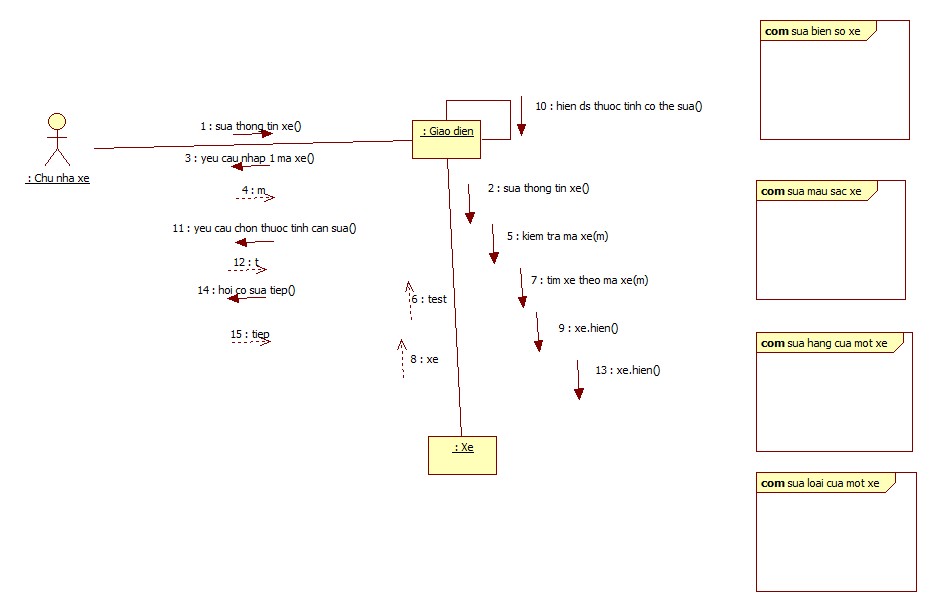 com sua bien so xe
10 : hien ds thuoc tinh co the sua()
1 : sua thong tin xe()
: Giao dien
3 : yeu cau nhap 1 ma xe()
: Chu nha xe
4 : m
2 : sua thong tin xe()
com sua mau sac xe
11 : yeu cau chon thuoc tinh can sua()
5 : kiem tra ma xe(m)
12 : t
7 : tim xe theo ma xe(m)
14 : hoi co sua tiep()
6 : test
9 : xe.hien()
15 : tiep
com sua hang cua mot xe
8 : xe
13 : xe.hien()
: Xe
com sua loai cua mot xe